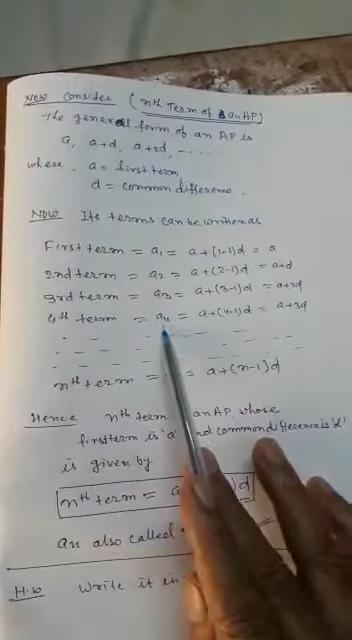 Now consider (nth Term of an AP)
The general form of an AP is
a, a+d, a+2d, .....
where, a = first term
d = common difference.
Now Its terms can be written as
First term = a1 = a+(1-1)d = a
2nd term = a2 = a+(2-1)d = a+d
3rd term = a3 = a+(3-1)d = a+2d
4th term = a4 = a+(4-1)d = a+3d
nth term = = a+(n-1)d
Hence nth term an AP, whose
first term is 'a' and common difference is 'd'
is given by
nth term = a )d
an also called
H.W Write it in